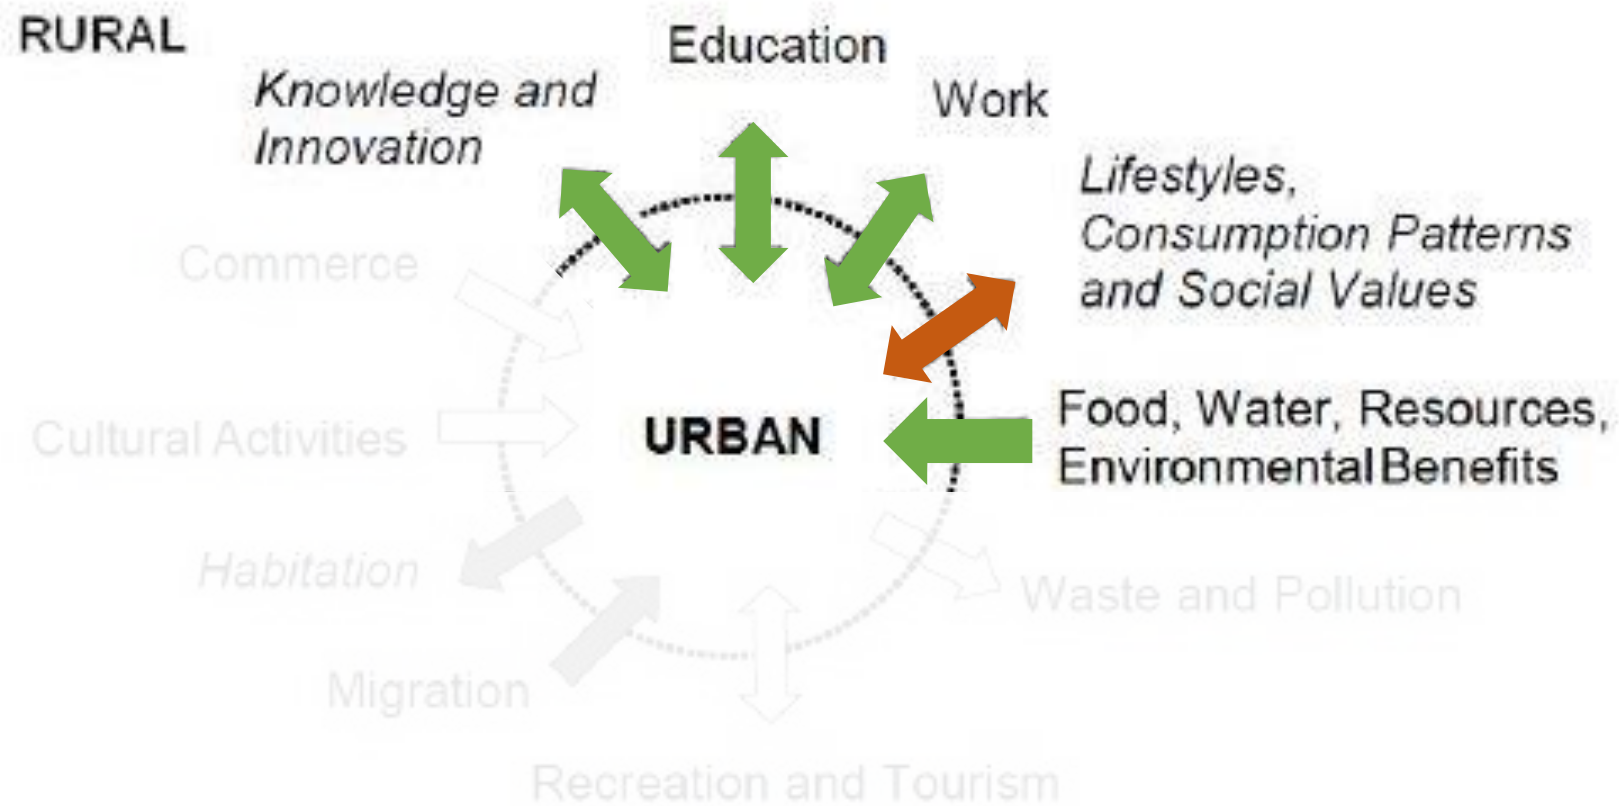 RURAL
Education
Knowledge and
Innovation
Work
Lifestyles,
Consumption Patterns
and Social Values
Commerce
Food, Water, Resources,
Environmental Benefits
URBAN
Cultural Activities
Habitation
Waste and Pollution
Migration
Recreation and Tourism